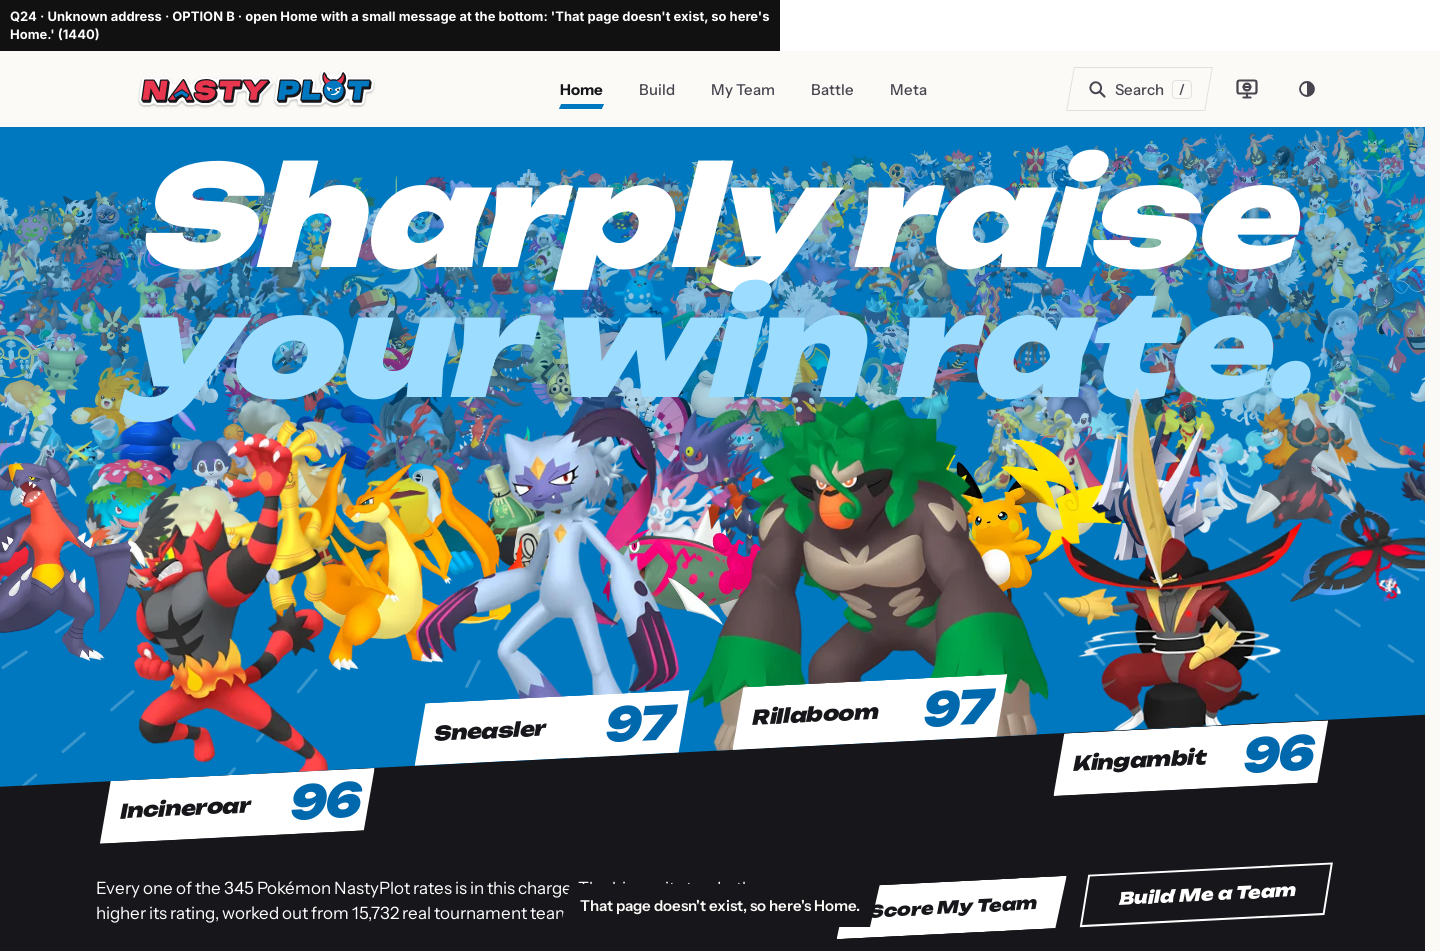 Q24 · Unknown address · OPTION B · open Home with a small message at the bottom: 'That page doesn't exist, so here's
Home.' (1440)
NASTY PLOT
Home Build My Team Battle Meta Search /
Sharply raise
your win rate.
Sneasler 97
Rillaboom 97
Kingambit 96
Incineroar 96
Every one of the 345 Pokémon NastyPlot rates is in this charge
higher its rating, worked out from 15,732 real tournament team
That page doesn't exist, so here's Home.
Score My Team
Build Me a Team